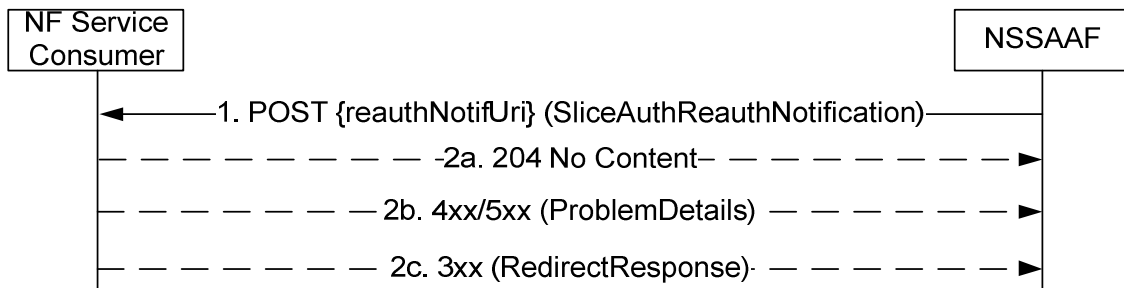 NF Service
Consumer
NSSAAF
1. POST {reauthNotifUri} (SliceAuthReauthNotification)
2a. 204 No Content
2b. 4xx/5xx (ProblemDetails)
2c. 3xx (RedirectResponse)